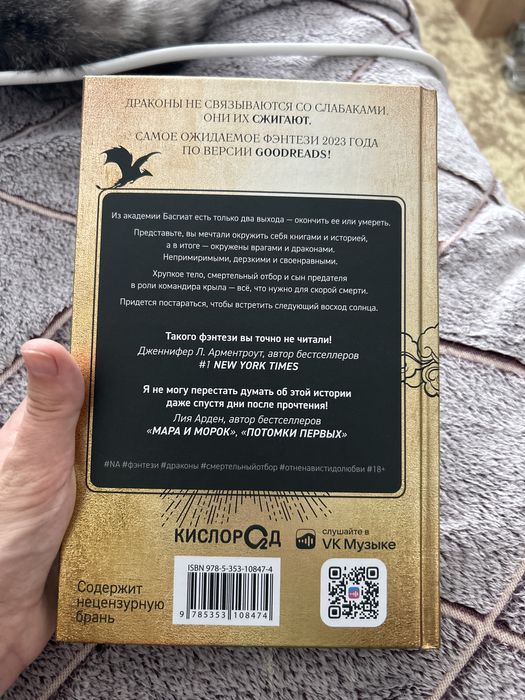 ДРАКОНЫ НЕ СВЯЗЫВАЮТСЯ СО СЛАБАКАМИ.
ОНИ ИХ СЖИГАЮТ.
САМОЕ ОЖИДАЕМОЕ ФЭНТЕЗИ 2023 ГОДА
ПО ВЕРСИИ GOODREADS!
Из академии Басгиат есть только два выхода — окончить ее или умереть.
Представьте, вы мечтали окружить себя книгами и историей,
а в итоге — окружены врагами и драконами.
Непримиримыми, дерзкими и своенравными.
Хрупкое тело, смертельный отбор и сын предателя
в роли командира крыла — всё, что нужно для скорой смерти.
Придется постараться, чтобы встретить следующий восход солнца.
Такого фэнтези вы точно не читали!
Дженнифер Л. Арментроут, автор бестселлеров
#1 NEW YORK TIMES
Я не могу перестать думать об этой истории
даже спустя дни после прочтения!
Лия Арден, автор бестселлеров
«МАРА И МОРОК», «ПОТОМКИ ПЕРВЫХ»
#NA #фэнтези #драконы #смертельныйотбор #отненавистидолюбви #18+
КИСЛОРОД
O2
слушайте в
VK Музыке
ISBN 978-5-353-10847-4
9 785353 108474
Содержит
нецензурную
брань